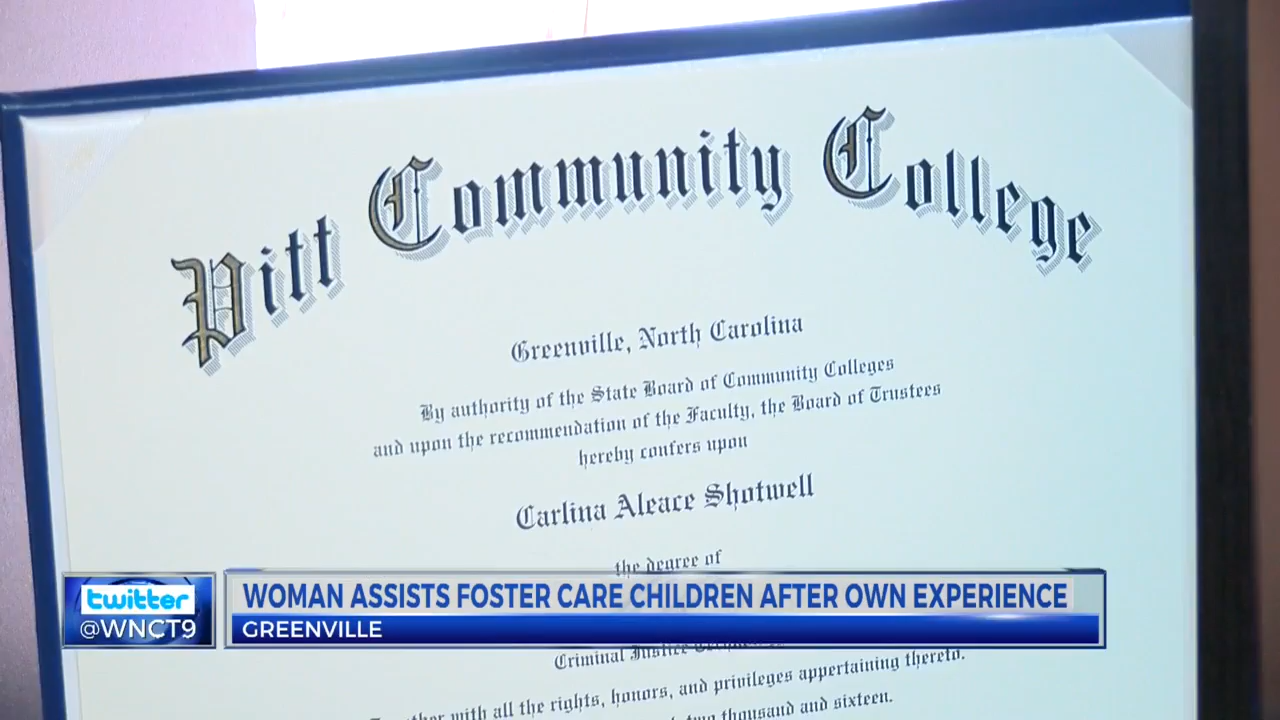 Pitt Community College
Greenville, North Carolina
By authority of the State Board of Community Colleges
and upon the recommendation of the Faculty, the Board of Trustees
hereby confers upon
Carlina Aleace Shotwell
the degree of
twitter
@WNCT9
WOMAN ASSISTS FOSTER CARE CHILDREN AFTER OWN EXPERIENCE
GREENVILLE
Criminal Justice
with all the rights, honors, and privileges appertaining thereto.
two thousand and sixteen.